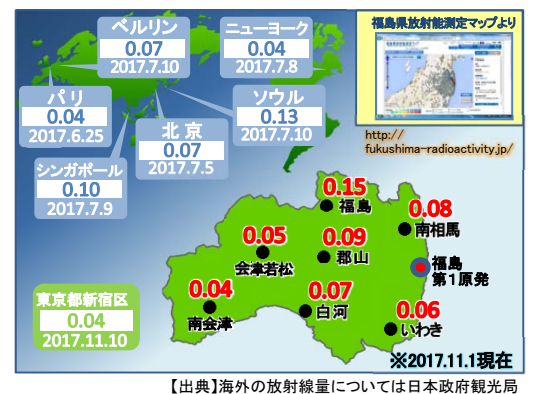 ベルリン
0.07
2017.7.10
ニューヨーク
0.04
2017.7.8
福島県放射能測定マップより
パリ
0.04
2017.6.25
ソウル
0.13
2017.7.10
北京
0.07
2017.7.5
http://
fukushima-radioactivity.jp/
シンガポール
0.10
2017.7.9
0.15
福島
0.08
南相馬
0.05
会津若松
0.09
郡山
福島
第1原発
東京都新宿区
0.04
2017.11.10
0.04
南会津
0.07
白河
0.06
いわき
※2017.11.1現在
【出典】海外の放射線量については日本政府観光局